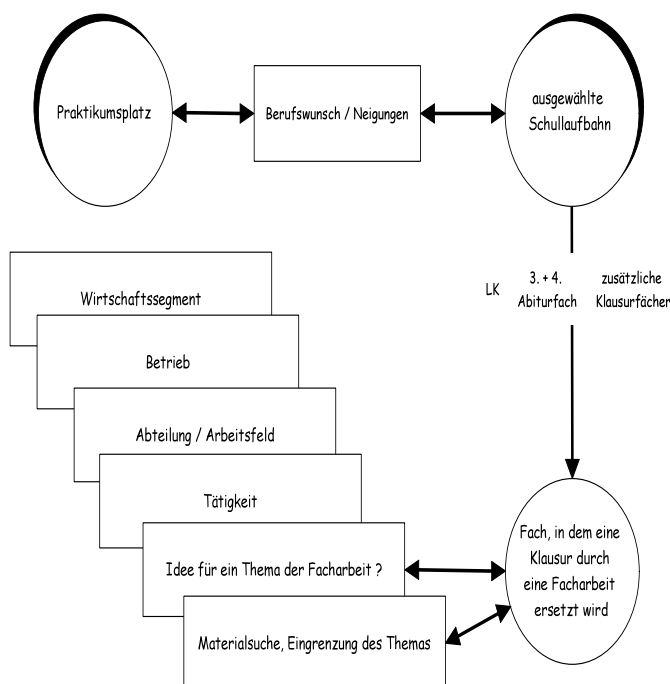 Praktikumsplatz
Berufswunsch / Neigungen
ausgewählte
Schullaufbahn
LK
3. + 4.
Abiturfach
zusätzliche
Klausurfächer
Wirtschaftssegment
Betrieb
Abteilung / Arbeitsfeld
Tätigkeit
Idee für ein Thema der Facharbeit ?
Materialsuche, Eingrenzung des Themas
Fach, in dem eine
Klausur durch
eine Facharbeit
ersetzt wird